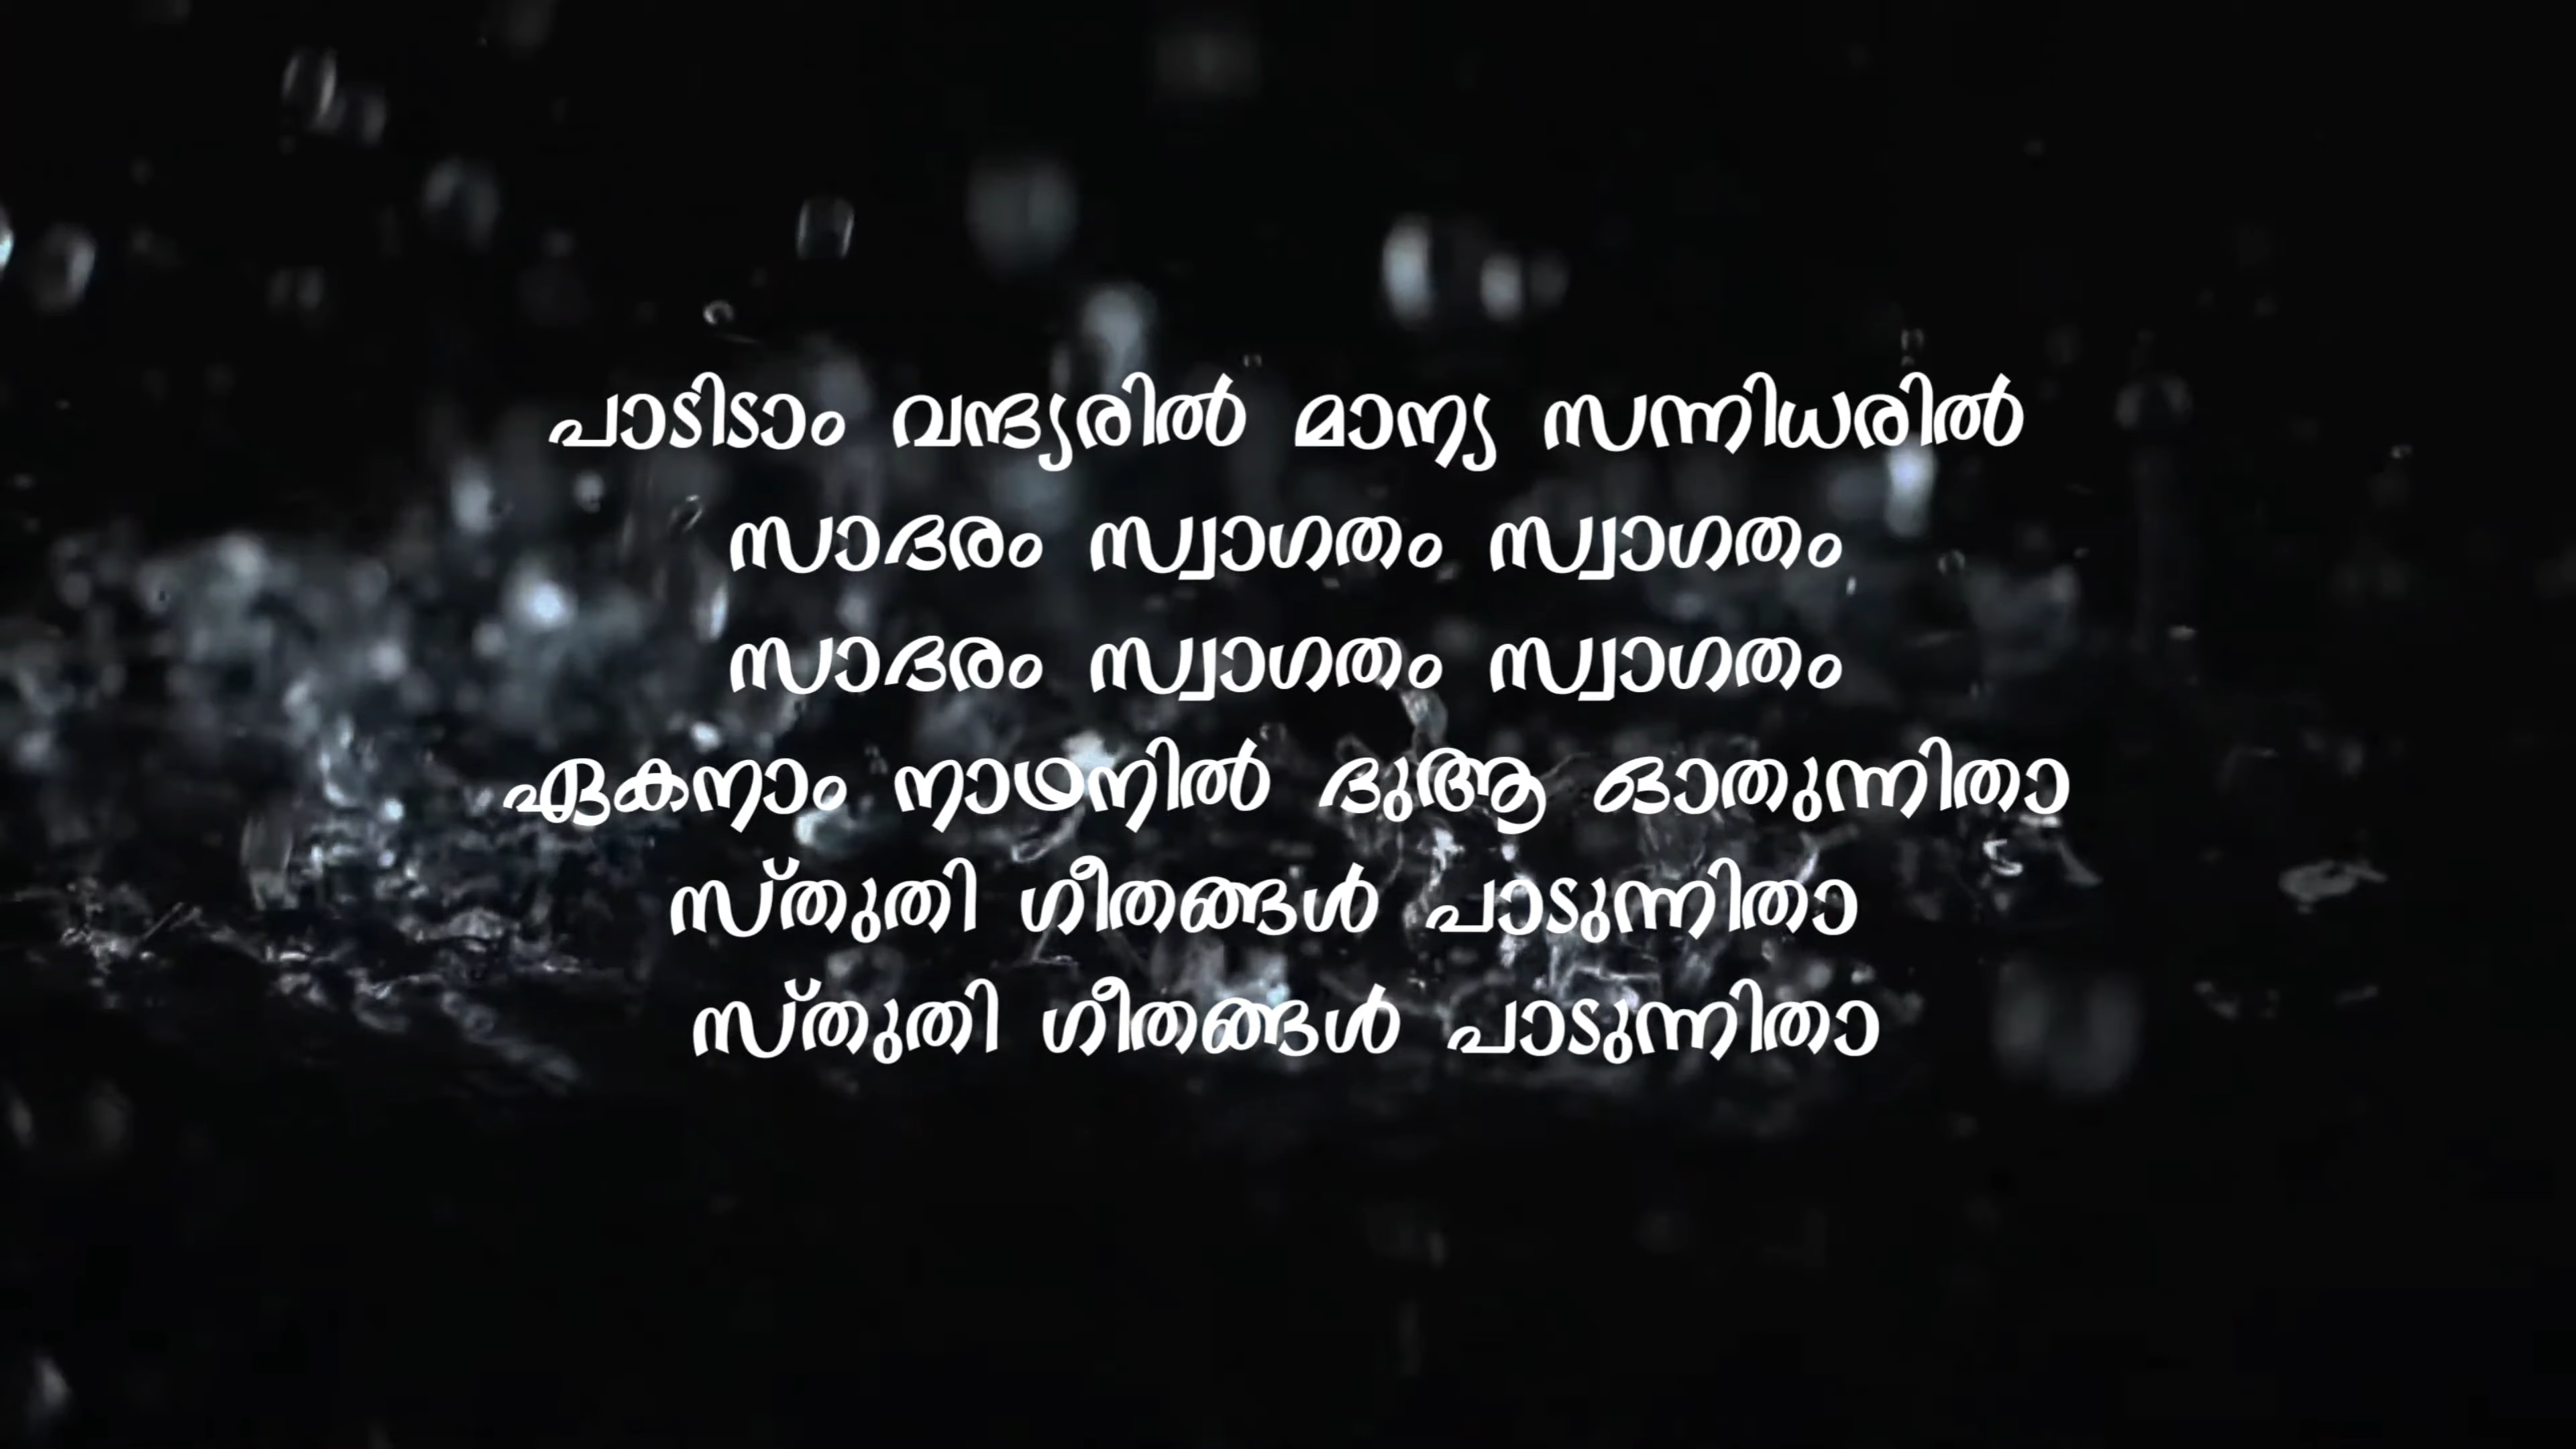 പാടിടാം വന്ദ്യരിൽ മാന്യ സന്നിധരിൽ
സാദരം സ്വാഗതം സ്വാഗതം
സാദരം സ്വാഗതം സ്വാഗതം
ഏകനാം നാഥനിൽ ദുആ ഓതുന്നിതാ
സ്തുതി ഗീതങ്ങൾ പാടുന്നിതാ
സ്തുതി ഗീതങ്ങൾ പാടുന്നിതാ